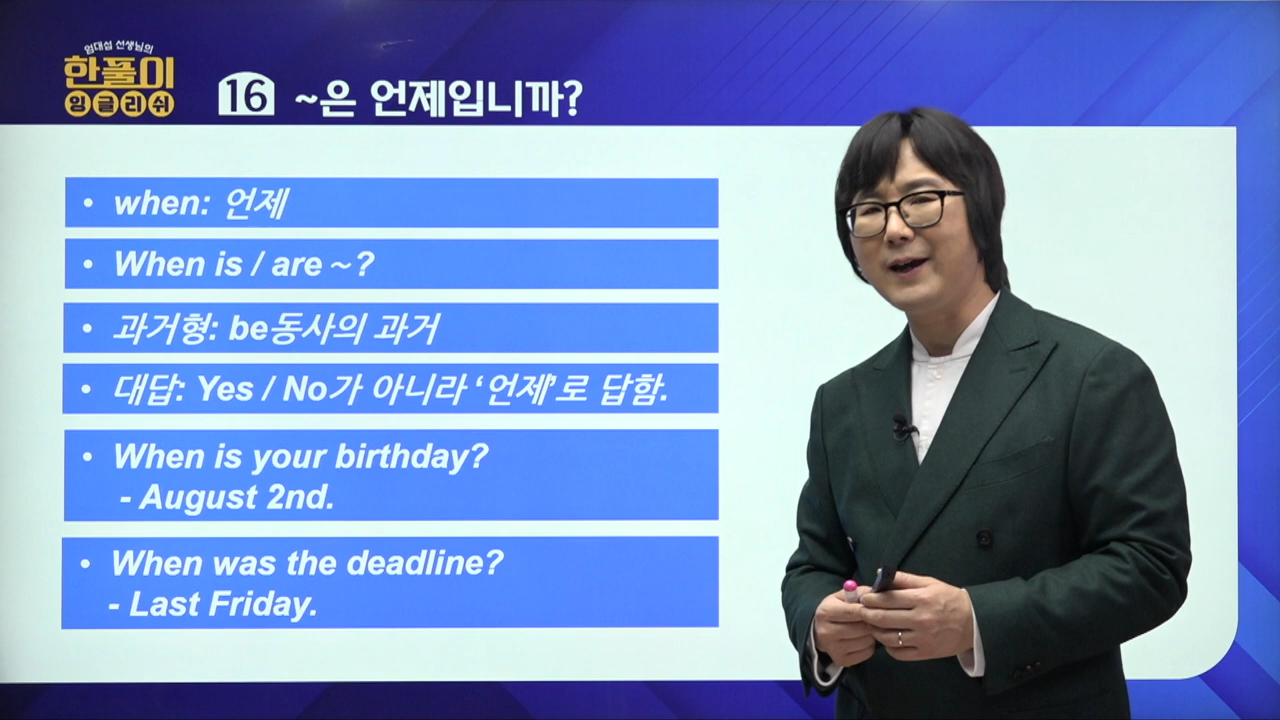 엄대섭 선생님의
한풀이
잉글리쉬
16 ~은 언제입니까?
• when: 언제
• When is / are ~ ?
• 과거형: be동사의 과거
• 대답: Yes / No가 아니라 ‘언제’로 답함.
• When is your birthday?
- August 2nd.
• When was the deadline?
- Last Friday.